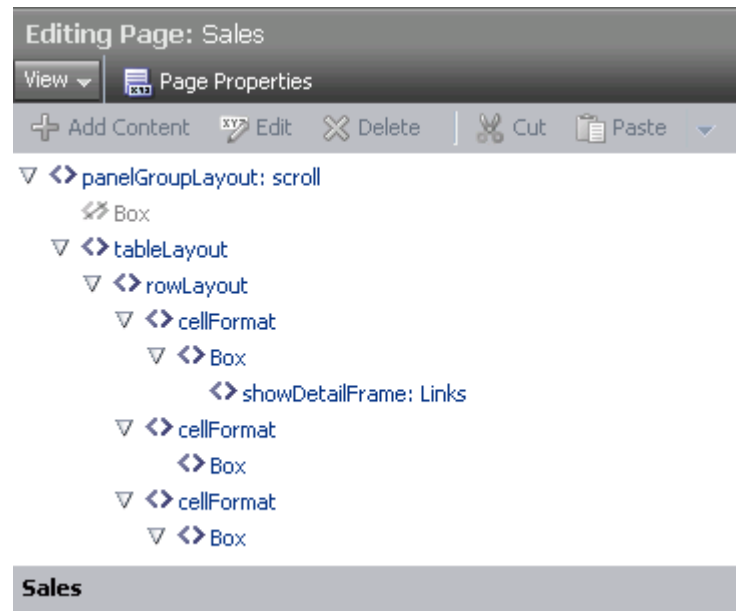 Editing Page: Sales
View Page Properties
Add Content Edit Delete Cut Paste
panelGroupLayout: scroll
Box
tableLayout
rowLayout
cellFormat
Box
showDetailFrame: Links
cellFormat
Box
cellFormat
Box
Sales